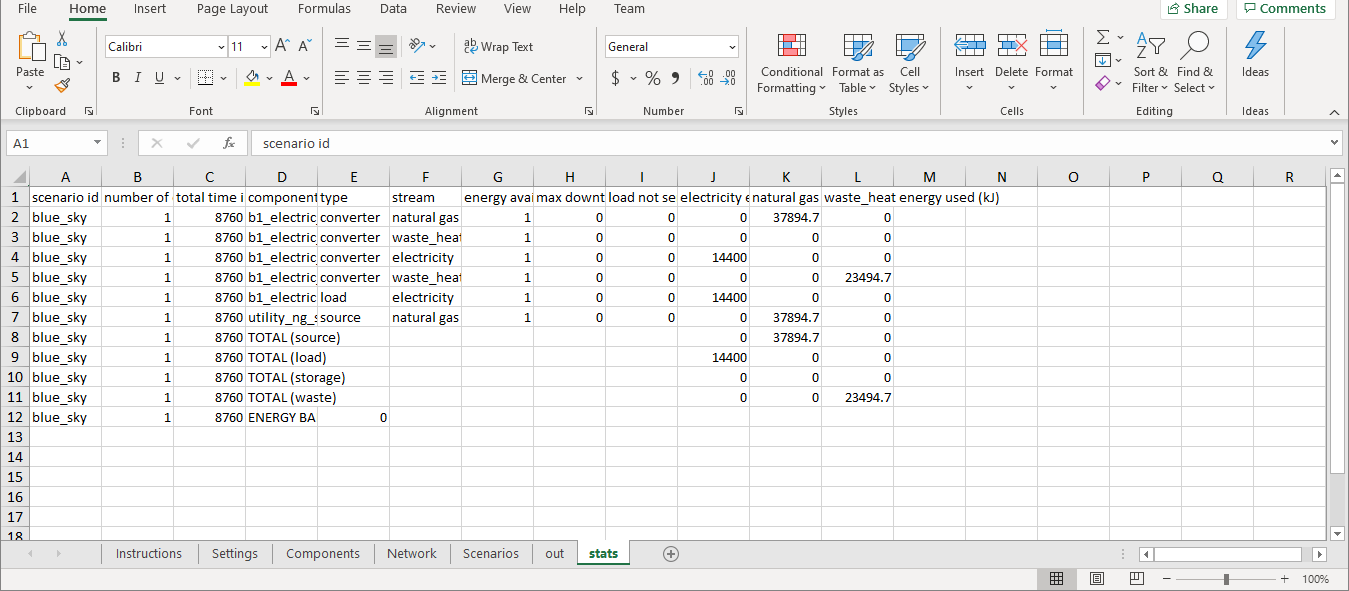 File Home Insert Page Layout Formulas Data Review View Help Team Share Comments
Calibri 11 A A ab Wrap Text General
Paste B I U A Merge & Center $ % Conditional Formatting Format as Table Cell Styles Insert Delete Format Sort & Filter Find & Select Ideas
Clipboard Font Alignment Number Styles Cells Editing Ideas
A1 fx scenario id
A B C D E F G H I J K L M N O P Q R
1 scenario id number of total time i component type stream energy avai max downt load not se electricity e natural gas waste_heat energy used (kJ)
2 blue_sky 1 8760 b1_electric converter natural gas 1 0 0 0 37894.7 0
3 blue_sky 1 8760 b1_electric converter waste_heat 1 0 0 0 0 0
4 blue_sky 1 8760 b1_electric converter electricity 1 0 0 14400 0 0
5 blue_sky 1 8760 b1_electric converter waste_heat 1 0 0 0 0 23494.7
6 blue_sky 1 8760 b1_electric load electricity 1 0 0 14400 0 0
7 blue_sky 1 8760 utility_ng_s source natural gas 1 0 0 0 37894.7 0
8 blue_sky 1 8760 TOTAL (source) 0 37894.7 0
9 blue_sky 1 8760 TOTAL (load) 14400 0 0
10 blue_sky 1 8760 TOTAL (storage) 0 0 0
11 blue_sky 1 8760 TOTAL (waste) 0 0 23494.7
12 blue_sky 1 8760 ENERGY BA 0
13
14
15
16
17
18
Instructions Settings Components Network Scenarios out stats
100%